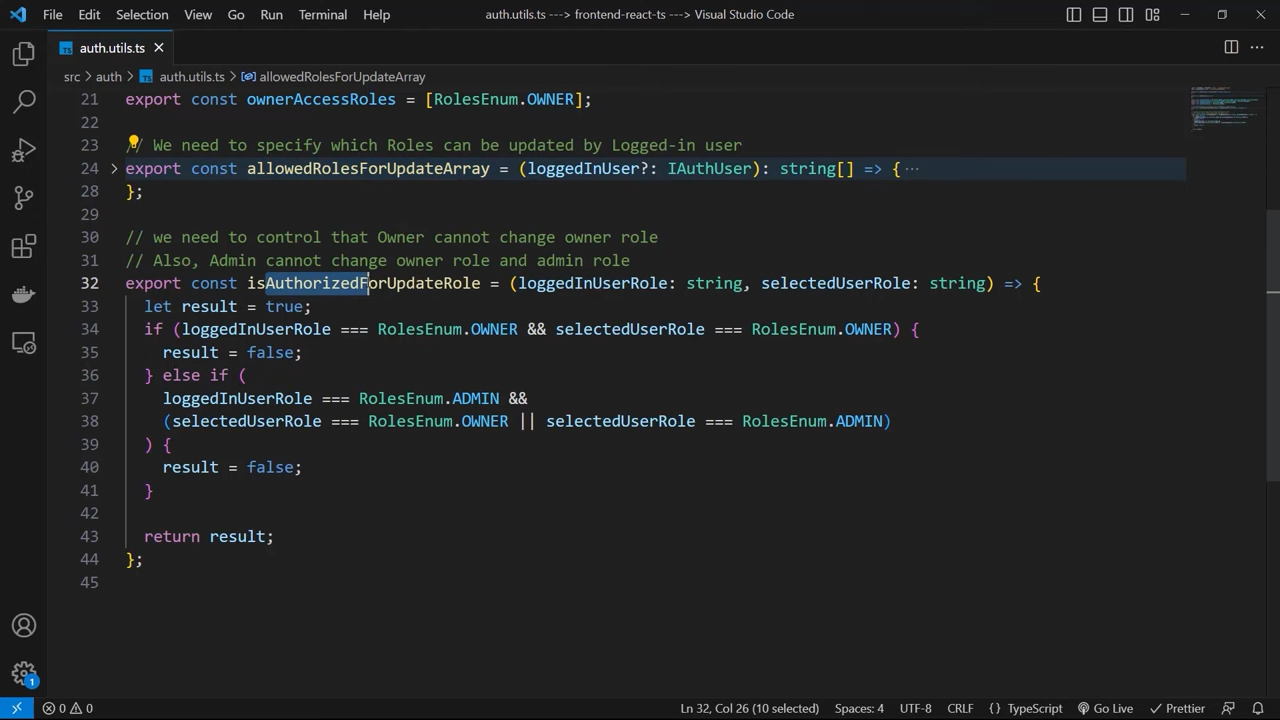 File Edit Selection View Go Run Terminal Help auth.utils.ts ---> frontend-react-ts ---> Visual Studio Code
TS auth.utils.ts
src > auth > TS auth.utils.ts > allowedRolesForUpdateArray
21 export const ownerAccessRoles = [RolesEnum.OWNER];
22
23 // We need to specify which Roles can be updated by Logged-in user
24 export const allowedRolesForUpdateArray = (loggedInUser?: IAuthUser): string[] => {···
28 };
29
30 // we need to control that Owner cannot change owner role
31 // Also, Admin cannot change owner role and admin role
32 export const isAuthorizedForUpdateRole = (loggedInUserRole: string, selectedUserRole: string) => {
33 let result = true;
34 if (loggedInUserRole === RolesEnum.OWNER && selectedUserRole === RolesEnum.OWNER) {
35 result = false;
36 } else if (
37 loggedInUserRole === RolesEnum.ADMIN &&
38 (selectedUserRole === RolesEnum.OWNER || selectedUserRole === RolesEnum.ADMIN)
39 ) {
40 result = false;
41 }
42
43 return result;
44 };
45
1
0 0 Ln 32, Col 26 (10 selected) Spaces: 4 UTF-8 CRLF {} TypeScript Go Live Prettier